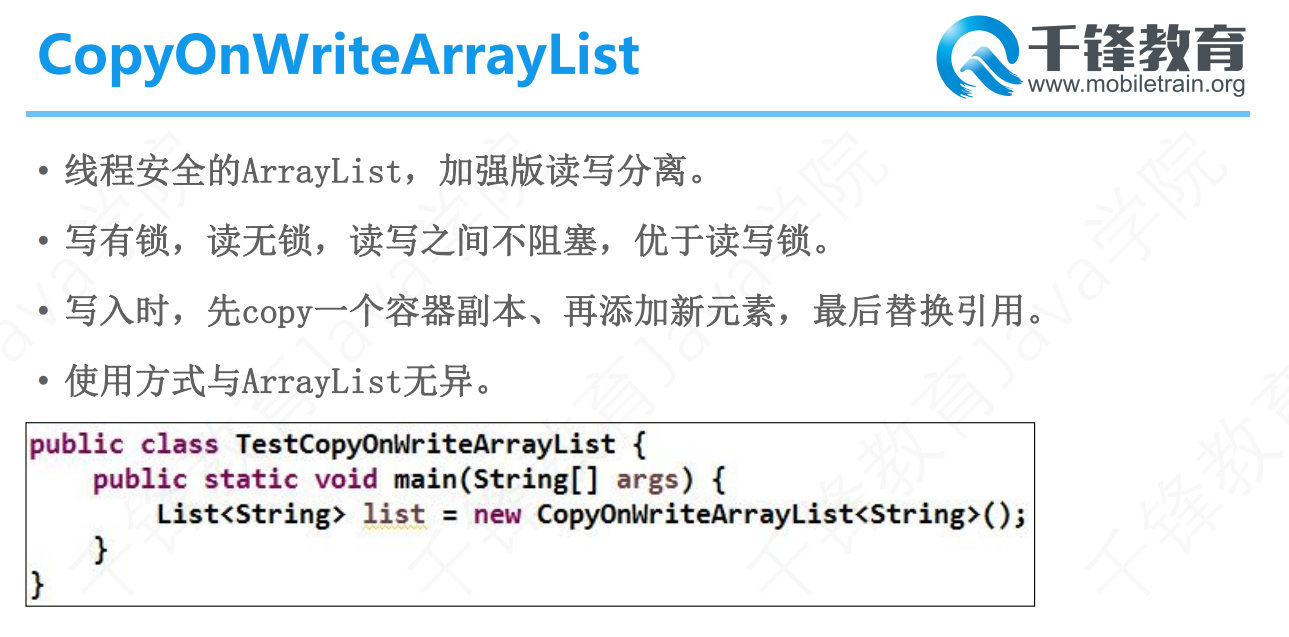 CopyOnWriteArrayList
千锋教育
www.mobiletrain.org
• 线程安全的ArrayList，加强版读写分离。
• 写有锁，读无锁，读写之间不阻塞，优于读写锁。
• 写入时，先copy一个容器副本、再添加新元素，最后替换引用。
• 使用方式与ArrayList无异。
public class TestCopyOnWriteArrayList {
    public static void main(String[] args) {
        List<String> list = new CopyOnWriteArrayList<String>();
    }
}
千锋教育Java学院